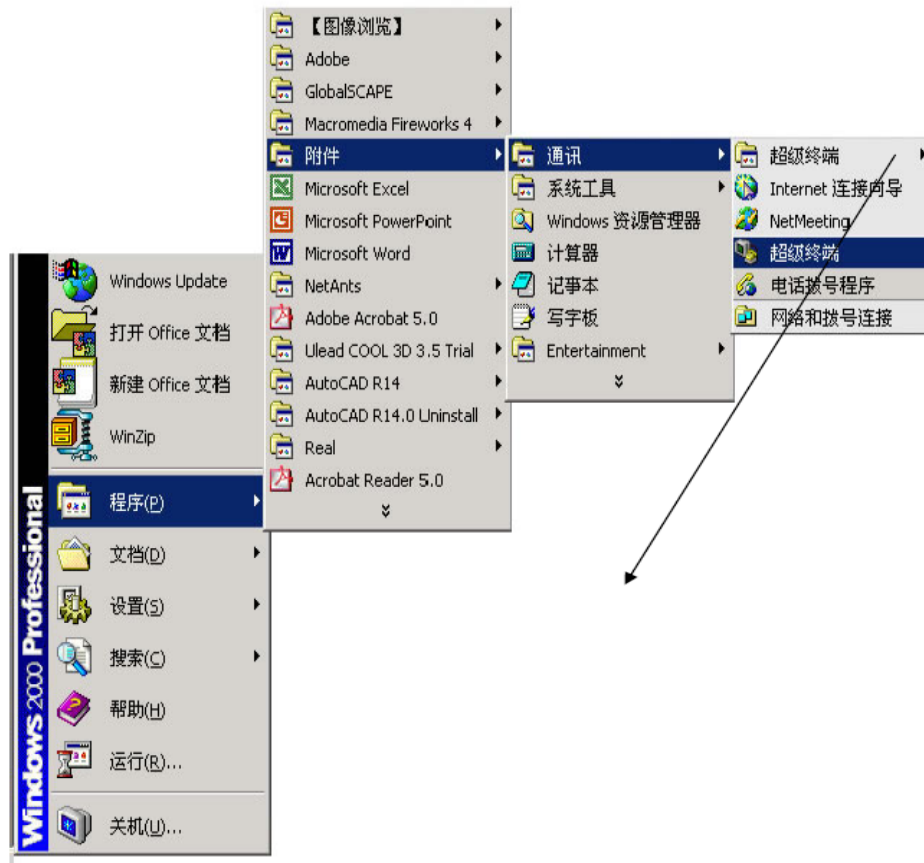 【图像浏览】
Adobe
GlobalSCAPE
Macromedia Fireworks 4
附件
Microsoft Excel
Microsoft PowerPoint
Microsoft Word
NetAnts
Adobe Acrobat 5.0
Ulead COOL 3D 3.5 Trial
AutoCAD R14
AutoCAD R14.0 Uninstall
Real
Acrobat Reader 5.0
通讯
系统工具
Windows 资源管理器
计算器
记事本
写字板
Entertainment
超级终端
Internet 连接向导
NetMeeting
超级终端
电话拨号程序
网络和拨号连接
Windows Update
打开 Office 文档
新建 Office 文档
WinZip
程序(P)
文档(D)
设置(S)
搜索(C)
帮助(H)
运行(R)...
关机(U)...
Windows 2000 Professional